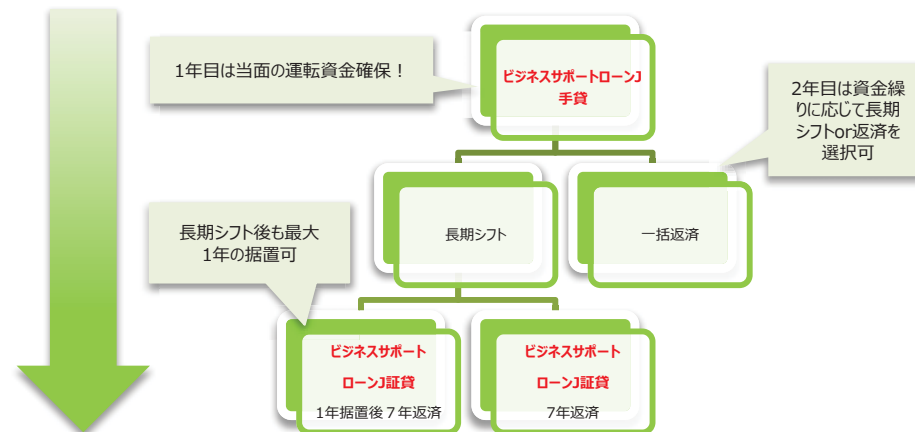 1年目は当面の運転資金確保！
ビジネスサポートローンJ
手貸
2年目は資金繰
りに応じて長期
シフトor返済を
選択可
長期シフト
一括返済
長期シフト後も最大
1年の据置可
ビジネスサポート
ローンJ証貸
1年据置後７年返済
ビジネスサポート
ローンJ証貸
7年返済